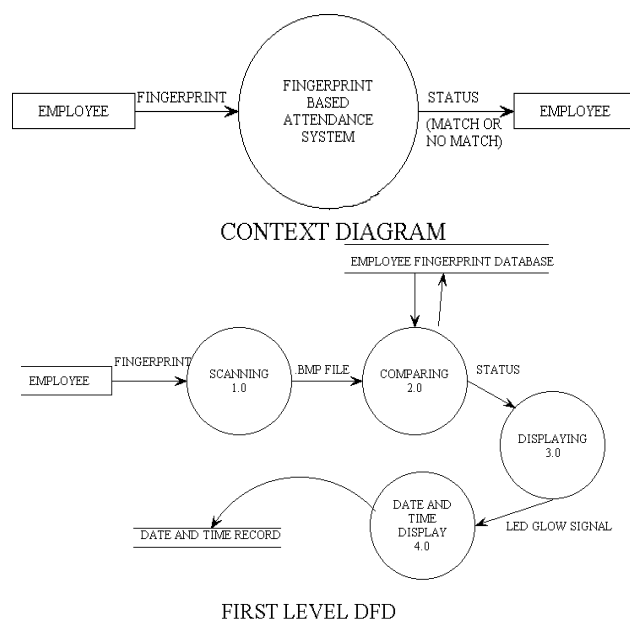 EMPLOYEE
FINGERPRINT
FINGERPRINT
BASED
ATTENDANCE
SYSTEM
STATUS
(MATCH OR
NO MATCH)
EMPLOYEE
CONTEXT DIAGRAM
EMPLOYEE FINGERPRINT DATABASE
EMPLOYEE
FINGERPRINT
SCANNING
1.0
.BMP FILE
COMPARING
2.0
STATUS
DISPLAYING
3.0
LED GLOW SIGNAL
DATE AND
TIME
DISPLAY
4.0
DATE AND TIME RECORD
FIRST LEVEL DFD